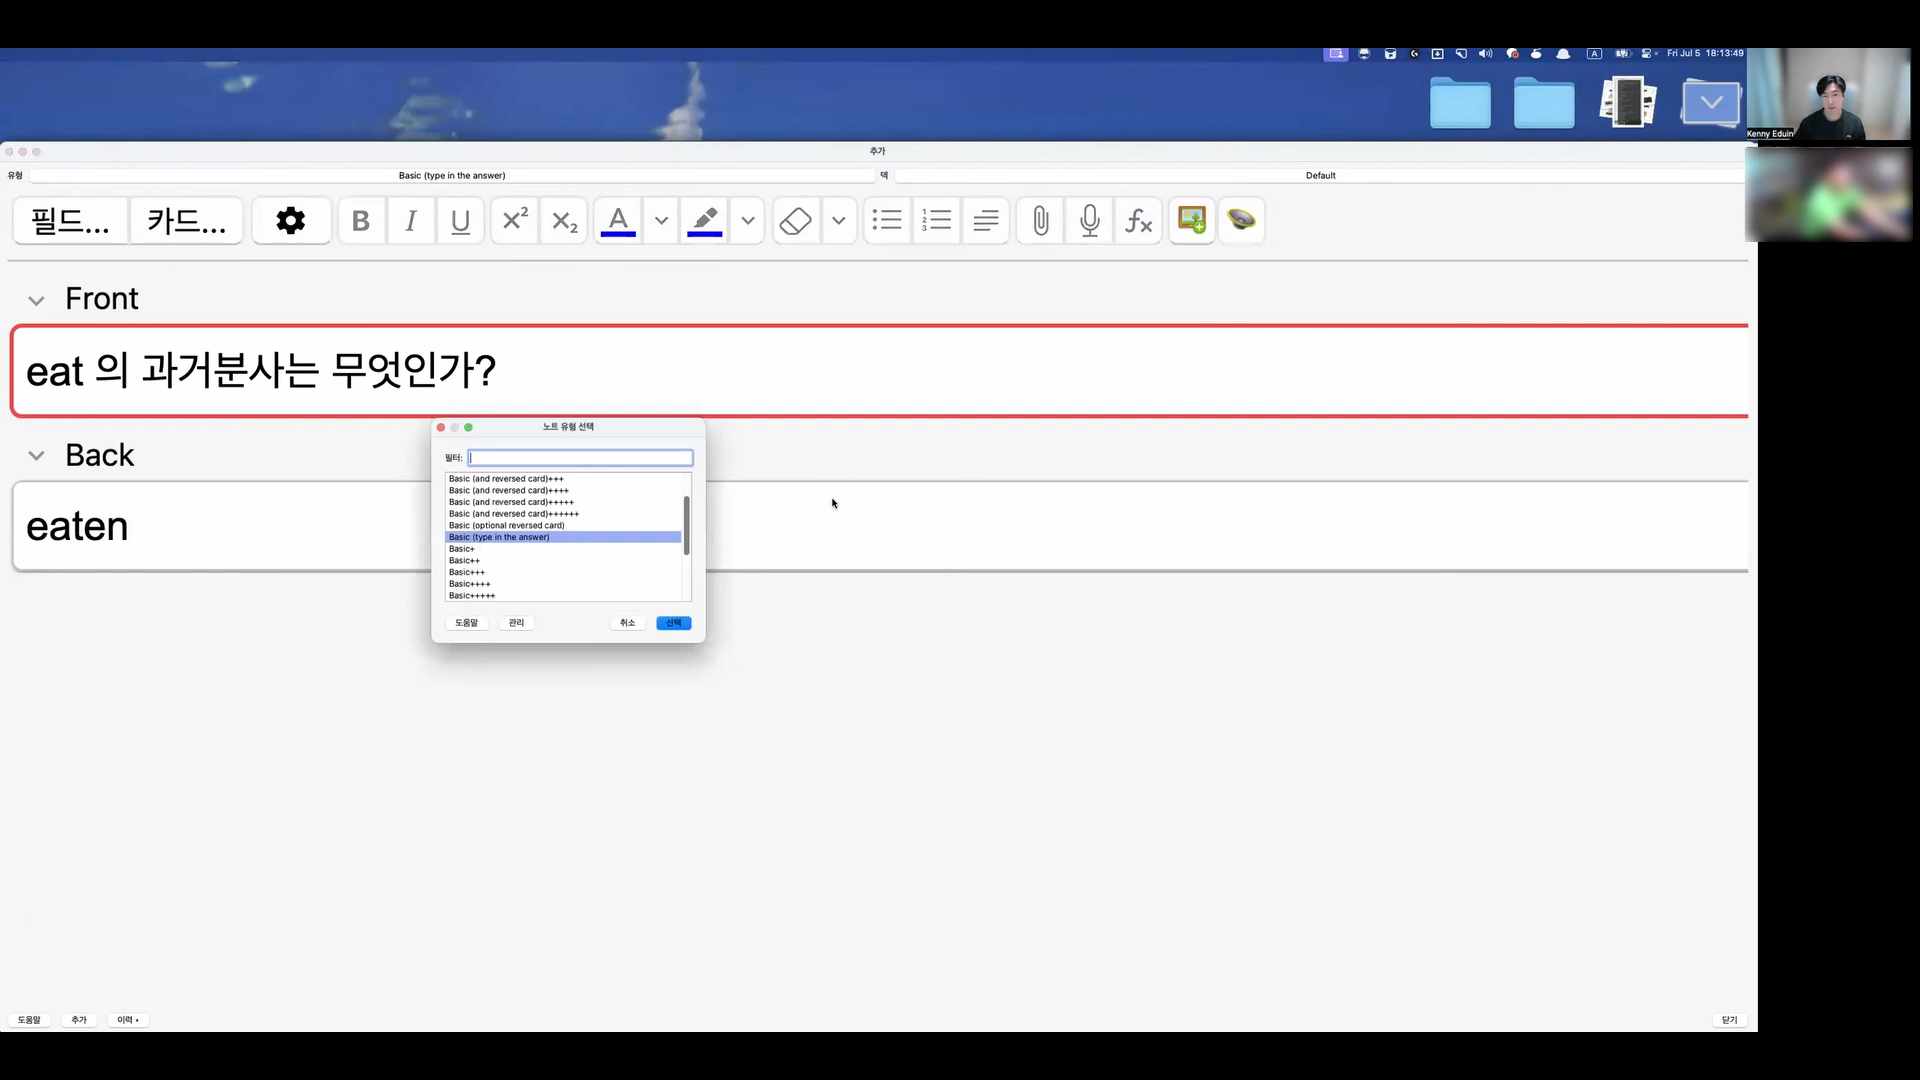 Fri Jul 5 18:13:49
Kenny Eduin
추가
유형
Basic (type in the answer)
덱
Default
필드...
카드...
B
I
U
X²
X₂
A
fx
Front
eat 의 과거분사는 무엇인가?
Back
eaten
노트 유형 선택
필터:
Basic (and reversed card)+++
Basic (and reversed card)++++
Basic (and reversed card)+++++
Basic (and reversed card)++++++
Basic (optional reversed card)
Basic (type in the answer)
Basic+
Basic++
Basic+++
Basic++++
Basic+++++
도움말
관리
취소
선택
도움말
추가
이력
닫기